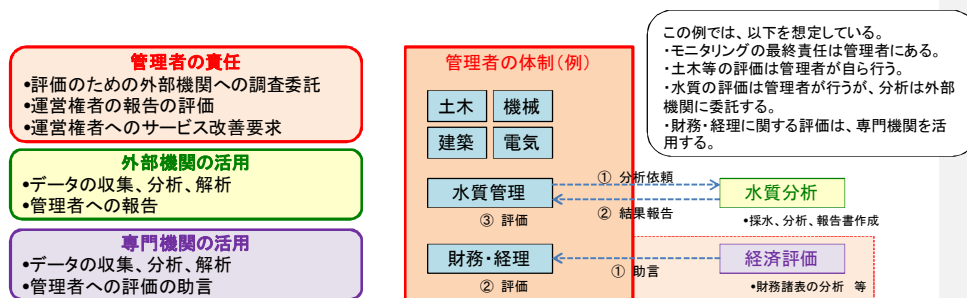 管理者の責任
•評価のための外部機関への調査委託
•運営権者の報告の評価
•運営権者へのサービス改善要求
外部機関の活用
•データの収集、分析、解析
•管理者への報告
専門機関の活用
•データの収集、分析、解析
•管理者への評価の助言
管理者の体制(例)
土木 機械
建築 電気
水質管理
③ 評価
財務・経理
② 評価
① 分析依頼
② 結果報告
① 助言
水質分析
•採水、分析、報告書作成
経済評価
•財務諸表の分析 等
この例では、以下を想定している。
・モニタリングの最終責任は管理者にある。
・土木等の評価は管理者が自ら行う。
・水質の評価は管理者が行うが、分析は外部
機関に委託する。
・財務・経理に関する評価は、専門機関を活
用する。